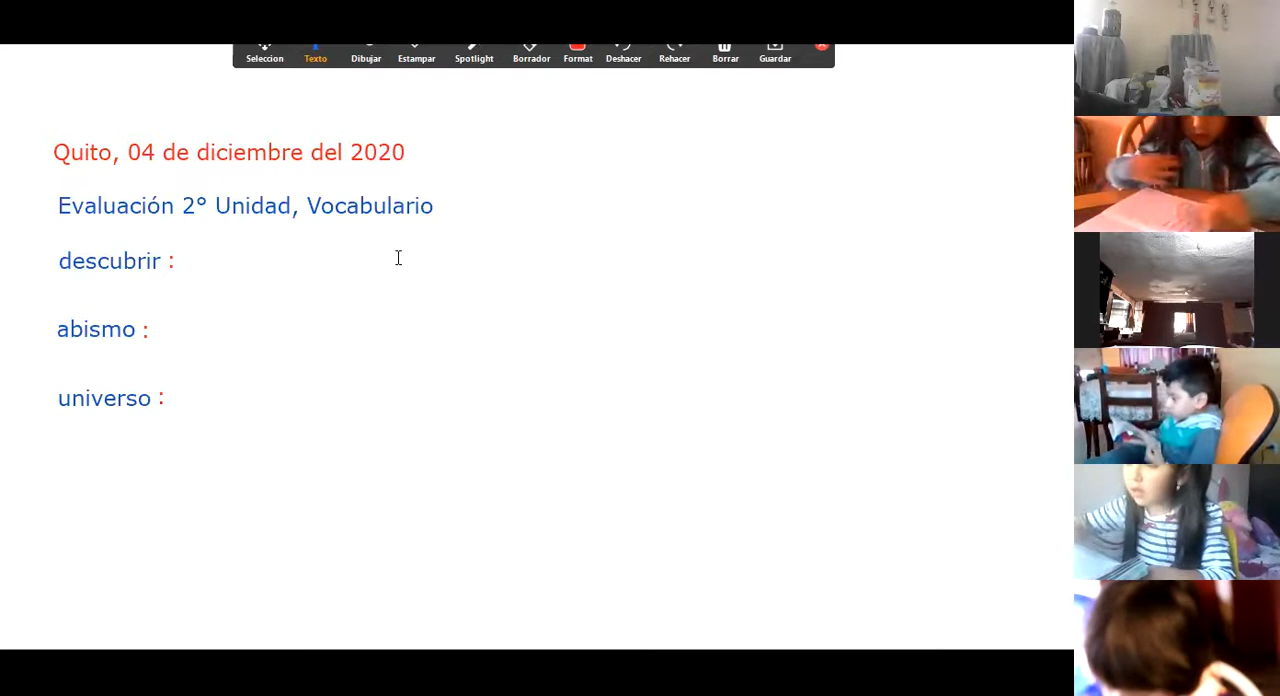 Seleccion Texto Dibujar Estampar Spotlight Borrador Format Deshacer Rehacer Borrar Guardar
Quito, 04 de diciembre del 2020
Evaluación 2° Unidad, Vocabulario
descubrir :
abismo :
universo :